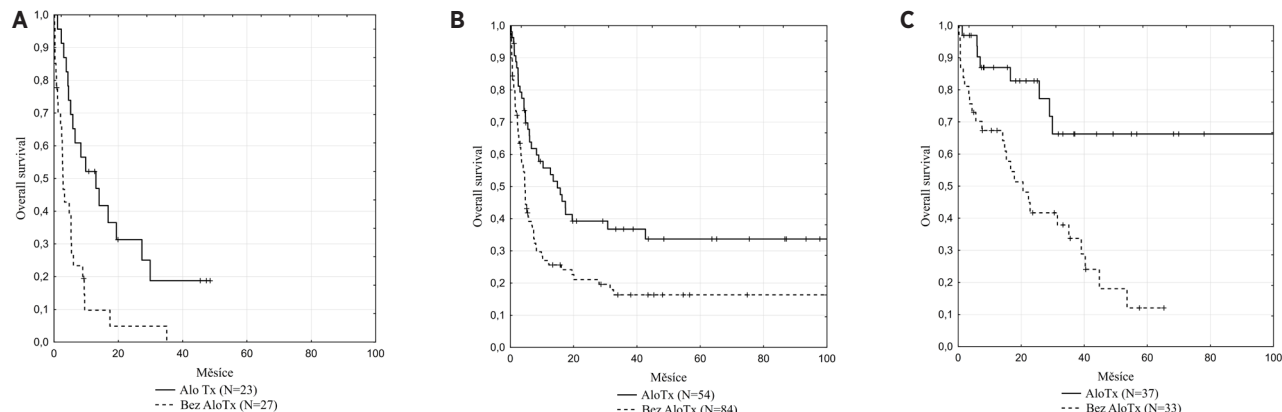 A
Overall survival
1,0
0,9
0,8
0,7
0,6
0,5
0,4
0,3
0,2
0,1
0,0
0 20 40 60 80 100
Měsíce
Alo Tx (N=23)
Bez AloTx (N=27)
B
Overall survival
1,0
0,9
0,8
0,7
0,6
0,5
0,4
0,3
0,2
0,1
0,0
0 20 40 60 80 100
Měsíce
AloTx (N=54)
Bez AloTx (N=84)
C
Overall survival
1,0
0,9
0,8
0,7
0,6
0,5
0,4
0,3
0,2
0,1
0,0
0 20 40 60 80 100
Měsíce
AloTx (N=37)
Bez AloTx (N=33)